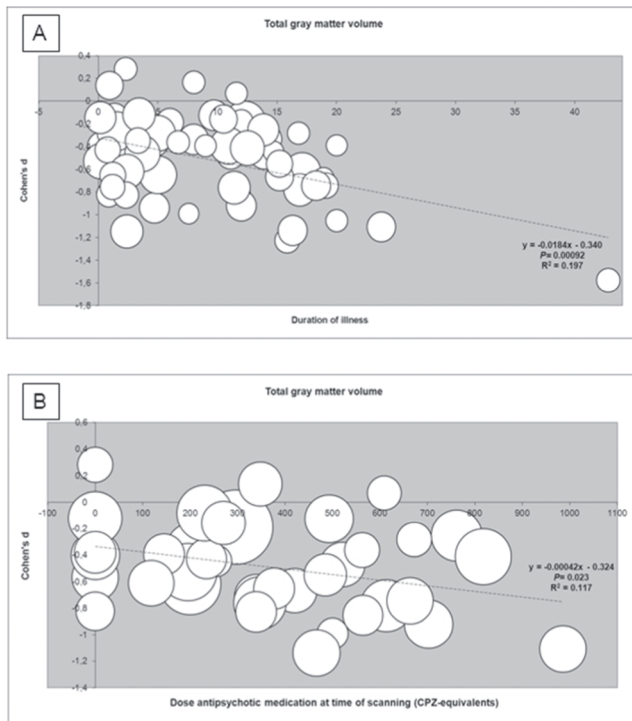 A
Total gray matter volume
0,4
0,2
0
-5 0 5 10 15 20 25 30 35 40
-0,2
-0,4
-0,6
-0,8
-1
-1,2
-1,4
-1,6
-1,8
Cohen's d
y = -0.0184x - 0.340
P= 0.00092
R² = 0.197
Duration of illness
B
Total gray matter volume
0,6
0,4
0,2
0
-100 0 100 200 300 400 500 600 700 800 900 1000 1100
-0,2
-0,4
-0,6
-0,8
-1
-1,2
-1,4
Cohen's d
y = -0.00042x - 0.324
P= 0.023
R² = 0.117
Dose antipsychotic medication at time of scanning (CPZ-equivalents)